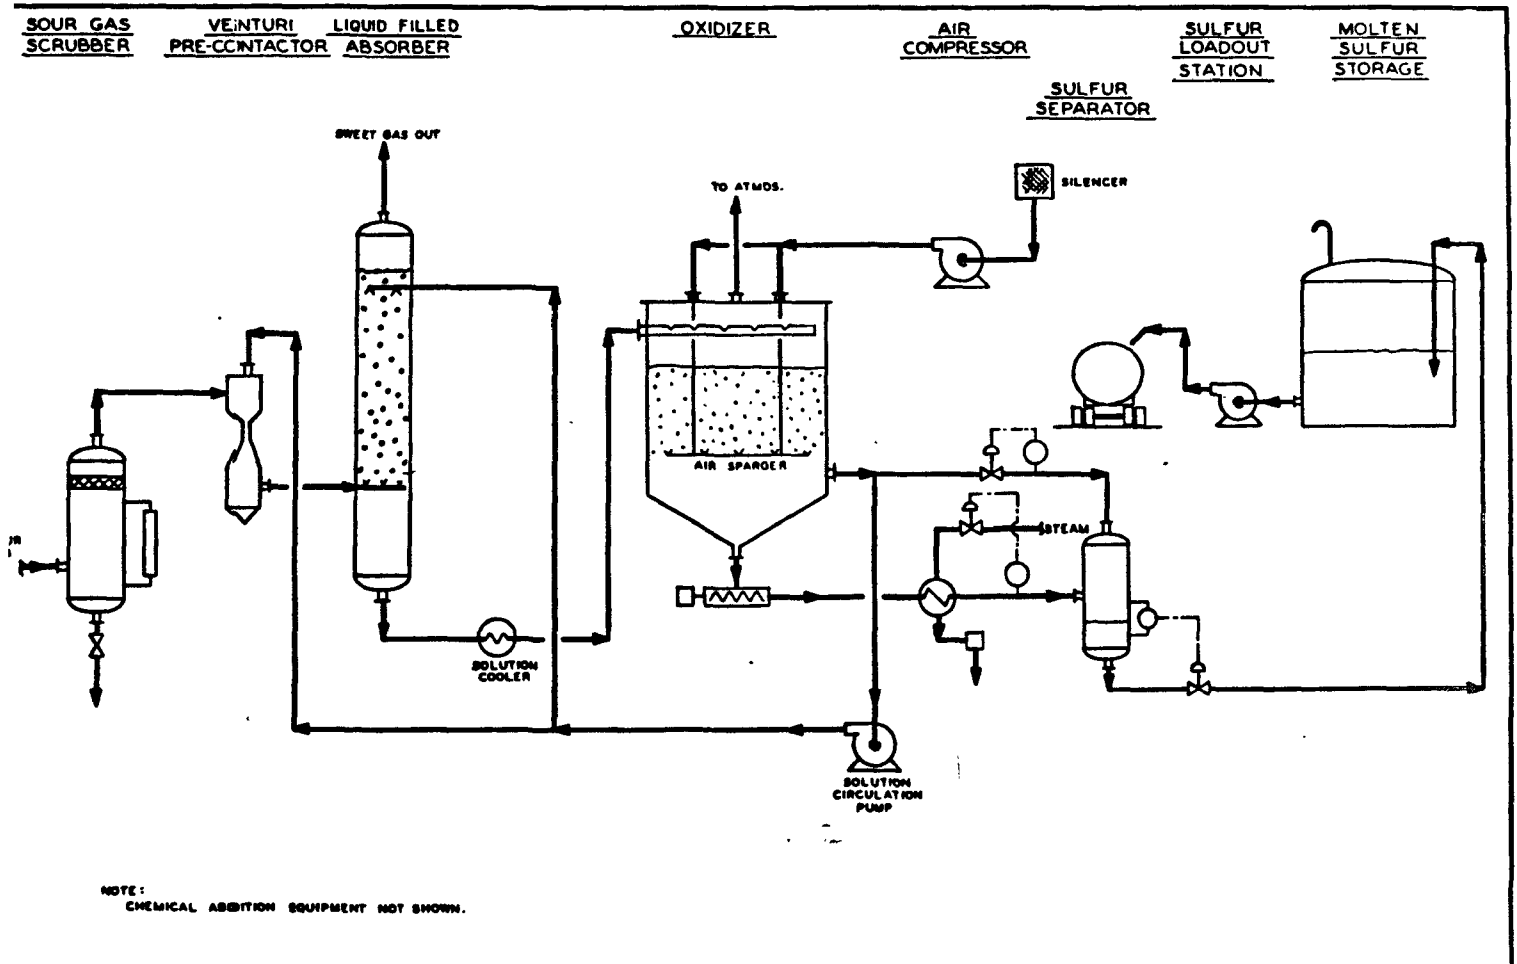 SOUR GAS
SCRUBBER
VEINTURI
PRE-CCINTACTOR
LIQUID FILLED
ABSORBER
OXIDIZER
AIR
COMPRESSOR
SULFUR
SEPARATOR
SULFUR
LOADOUT
STATION
MOLTEN
SULFUR
STORAGE
SWEET GAS OUT
TO ATMOS.
SILENCER
AIR SPARGER
STEAM
SOLUTION
COOLER
SOLUTION
CIRCULATION
PUMP
NOTE:
CHEMICAL ADDITION EQUIPMENT NOT SHOWN.